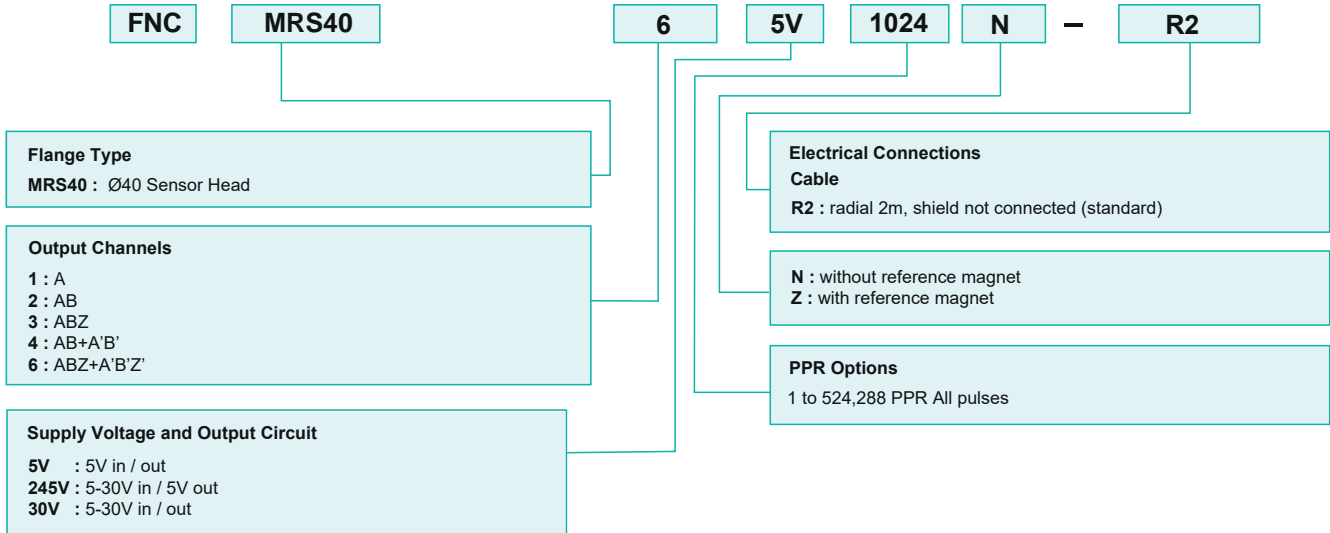 FNC MRS40 6 5V 1024 N – R2
Flange Type
MRS40 : Ø40 Sensor Head
Output Channels
1 : A
2 : AB
3 : ABZ
4 : AB+A’B’
6 : ABZ+A’B’Z’
Supply Voltage and Output Circuit
5V : 5V in / out
245V : 5-30V in / 5V out
30V : 5-30V in / out
Electrical Connections
Cable
R2 : radial 2m, shield not connected (standard)
N : without reference magnet
Z : with reference magnet
PPR Options
1 to 524,288 PPR All pulses